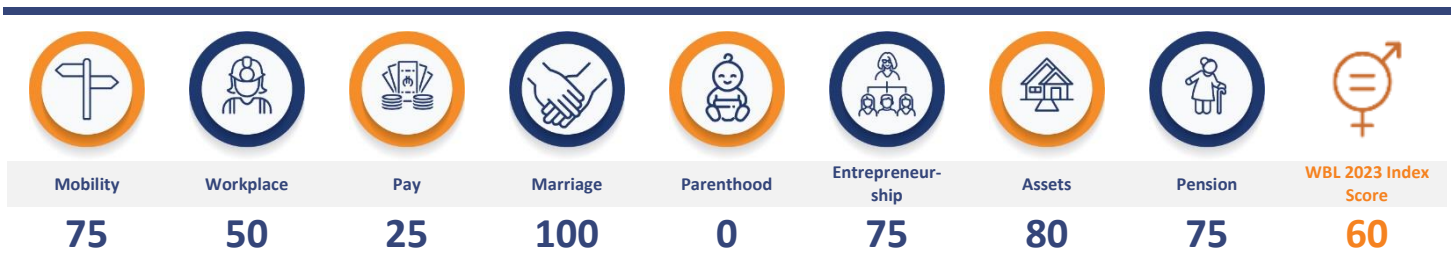 Mobility
Workplace
Pay
Marriage
Parenthood
Entrepreneur-
ship
Assets
Pension
WBL 2023 Index
Score
75
50
25
100
0
75
80
75
60